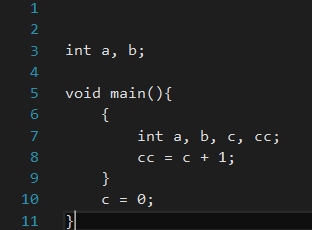 1
2
3 int a, b;
4
5 void main(){
6     {
7         int a, b, c, cc;
8         cc = c + 1;
9     }
10     c = 0;
11 }